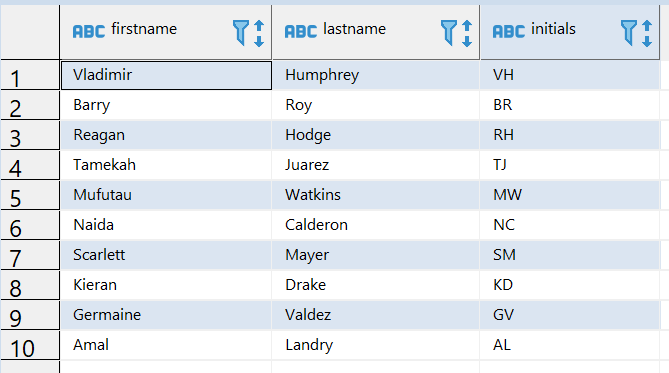 ABC firstname ABC lastname ABC initials
1 Vladimir Humphrey VH
2 Barry Roy BR
3 Reagan Hodge RH
4 Tamekah Juarez TJ
5 Mufutau Watkins MW
6 Naida Calderon NC
7 Scarlett Mayer SM
8 Kieran Drake KD
9 Germaine Valdez GV
10 Amal Landry AL